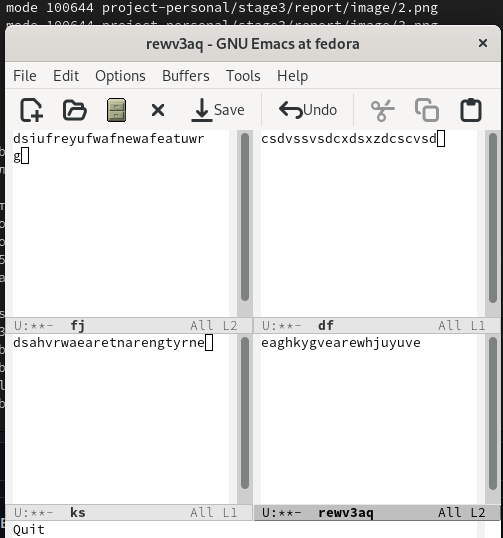 mode 100644 project-personal/stage3/report/image/2.png
rewv3aq - GNU Emacs at fedora
File Edit Options Buffers Tools Help
Save Undo
dsiufreyufwafnewafeatuwr
g
U:**- fj All L2
csdvssvsdcxdsxzdcscvsd
U:**- df All L1
dsahvrwaearetnarengtyrne
U:**- ks All L1
eaghkygvearewhjuyuve
U:**- rewv3aq All L2
Quit